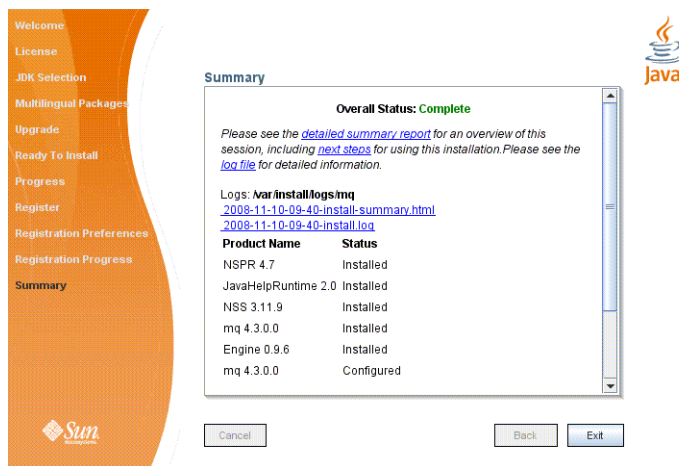 Welcome
License
JDK Selection
Multilingual Packages
Upgrade
Ready To Install
Progress
Register
Registration Preferences
Registration Progress
Summary
Sun
microsystems
Java
Summary
Overall Status: Complete
Please see the detailed summary report for an overview of this
session, including next steps for using this installation.Please see the
log file for detailed information.
Logs: /var/install/logs/mq
2008-11-10-09-40-install-summary.html
2008-11-10-09-40-install.log
Product Name Status
NSPR 4.7 Installed
JavaHelpRuntime 2.0 Installed
NSS 3.11.9 Installed
mq 4.3.0.0 Installed
Engine 0.9.6 Installed
mq 4.3.0.0 Configured
Cancel Back Exit